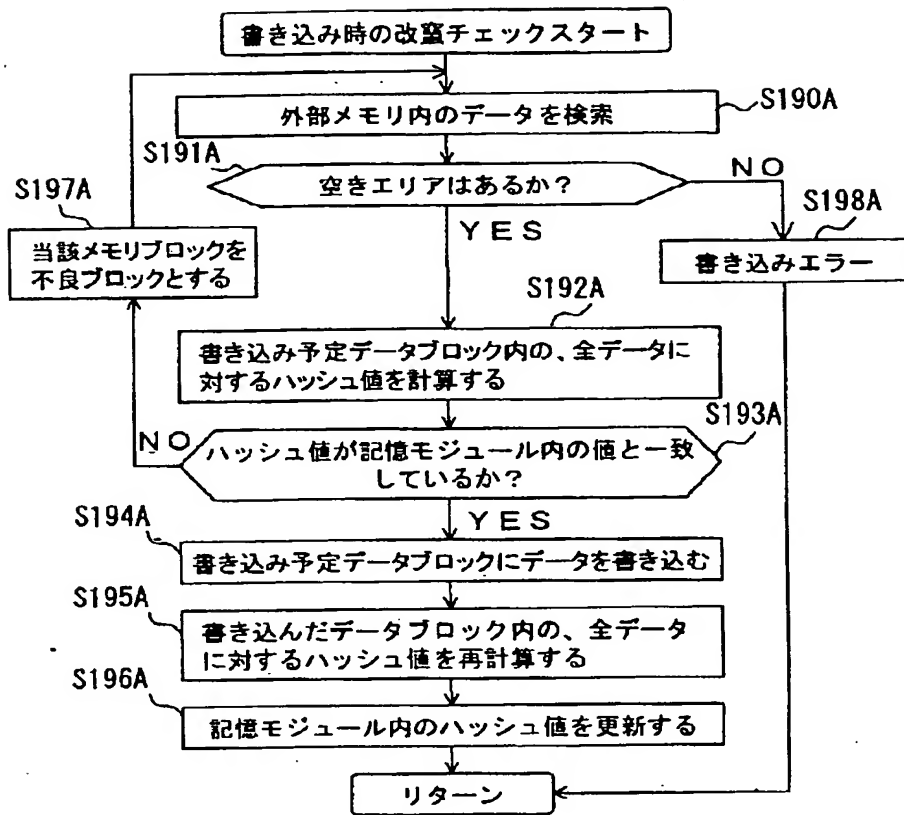 書き込み時の改竄チェックスタート
外部メモリ内のデータを検索
S190A
S191A
空きエリアはあるか?
NO
S197A
当該メモリブロックを
不良ブロックとする
YES
S198A
書き込みエラー
S192A
書き込み予定データブロック内の、全データに
対するハッシュ値を計算する
S193A
NO
ハッシュ値が記憶モジュール内の値と一致
しているか?
YES
S194A
書き込み予定データブロックにデータを書き込む
S195A
書き込んだデータブロック内の、全データ
に対するハッシュ値を再計算する
S196A
記憶モジュール内のハッシュ値を更新する
リターン